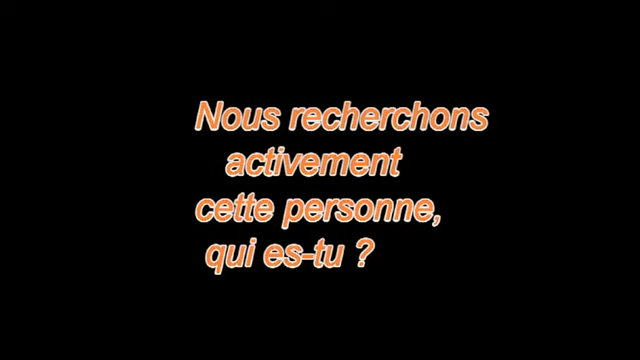 Nous recherchons
activement
cette personne,
qui es-tu ?